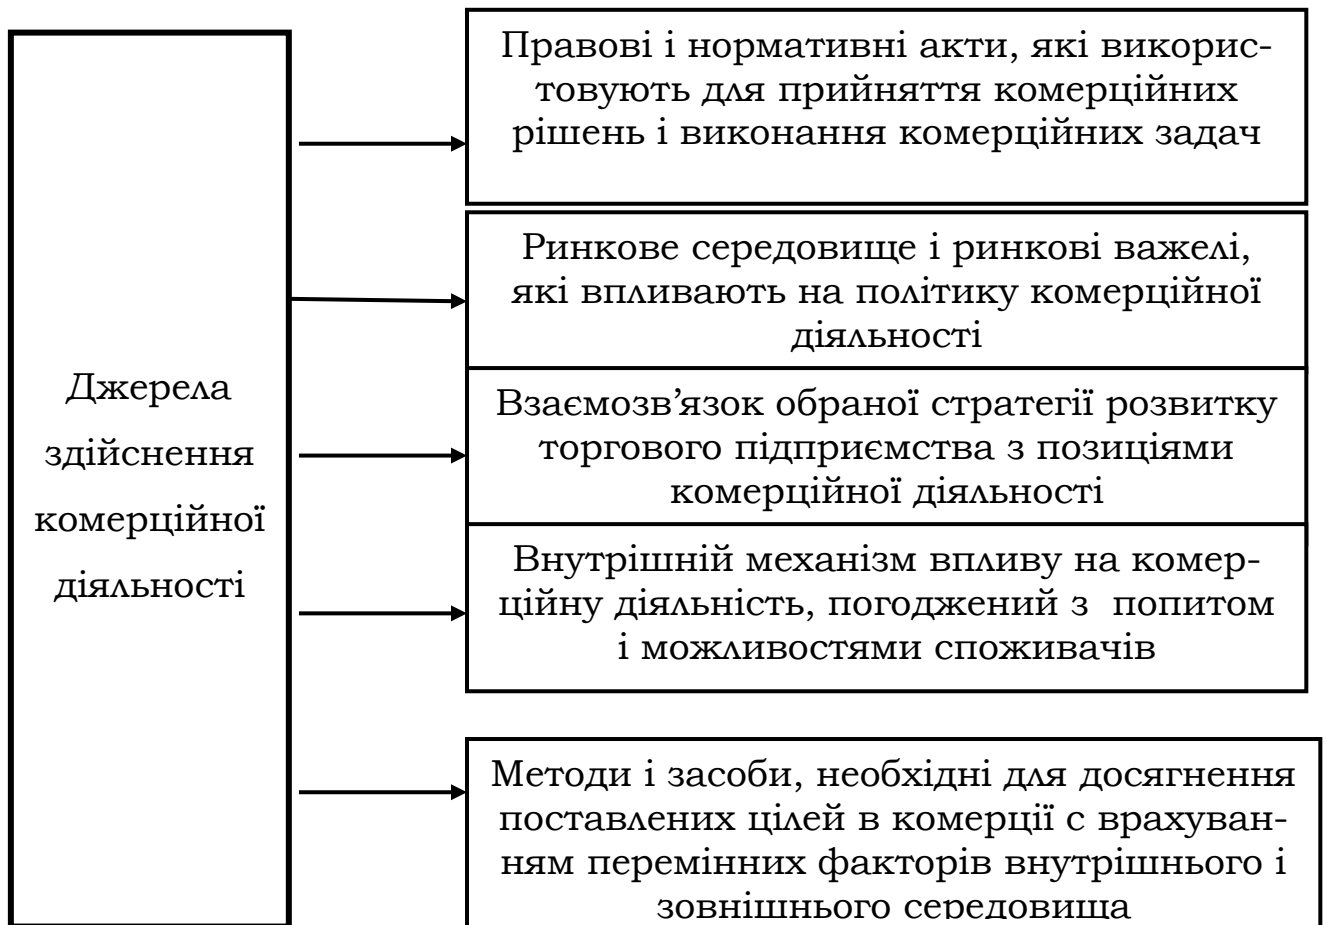 Джерела
здійснення
комерційної
діяльності
Правові і нормативні акти, які викорис-
товують для прийняття комерційних
рішень і виконання комерційних задач
Ринкове середовище і ринкові важелі,
які впливають на політику комерційної
діяльності
Взаємозв’язок обраної стратегії розвитку
торгового підприємства з позиціями
комерційної діяльності
Внутрішній механізм впливу на комер-
ційну діяльність, погоджений з  попитом
і можливостями споживачів
Методи і засоби, необхідні для досягнення
поставлених цілей в комерції с врахуван-
ням перемінних факторів внутрішнього і
зовнішнього середовища